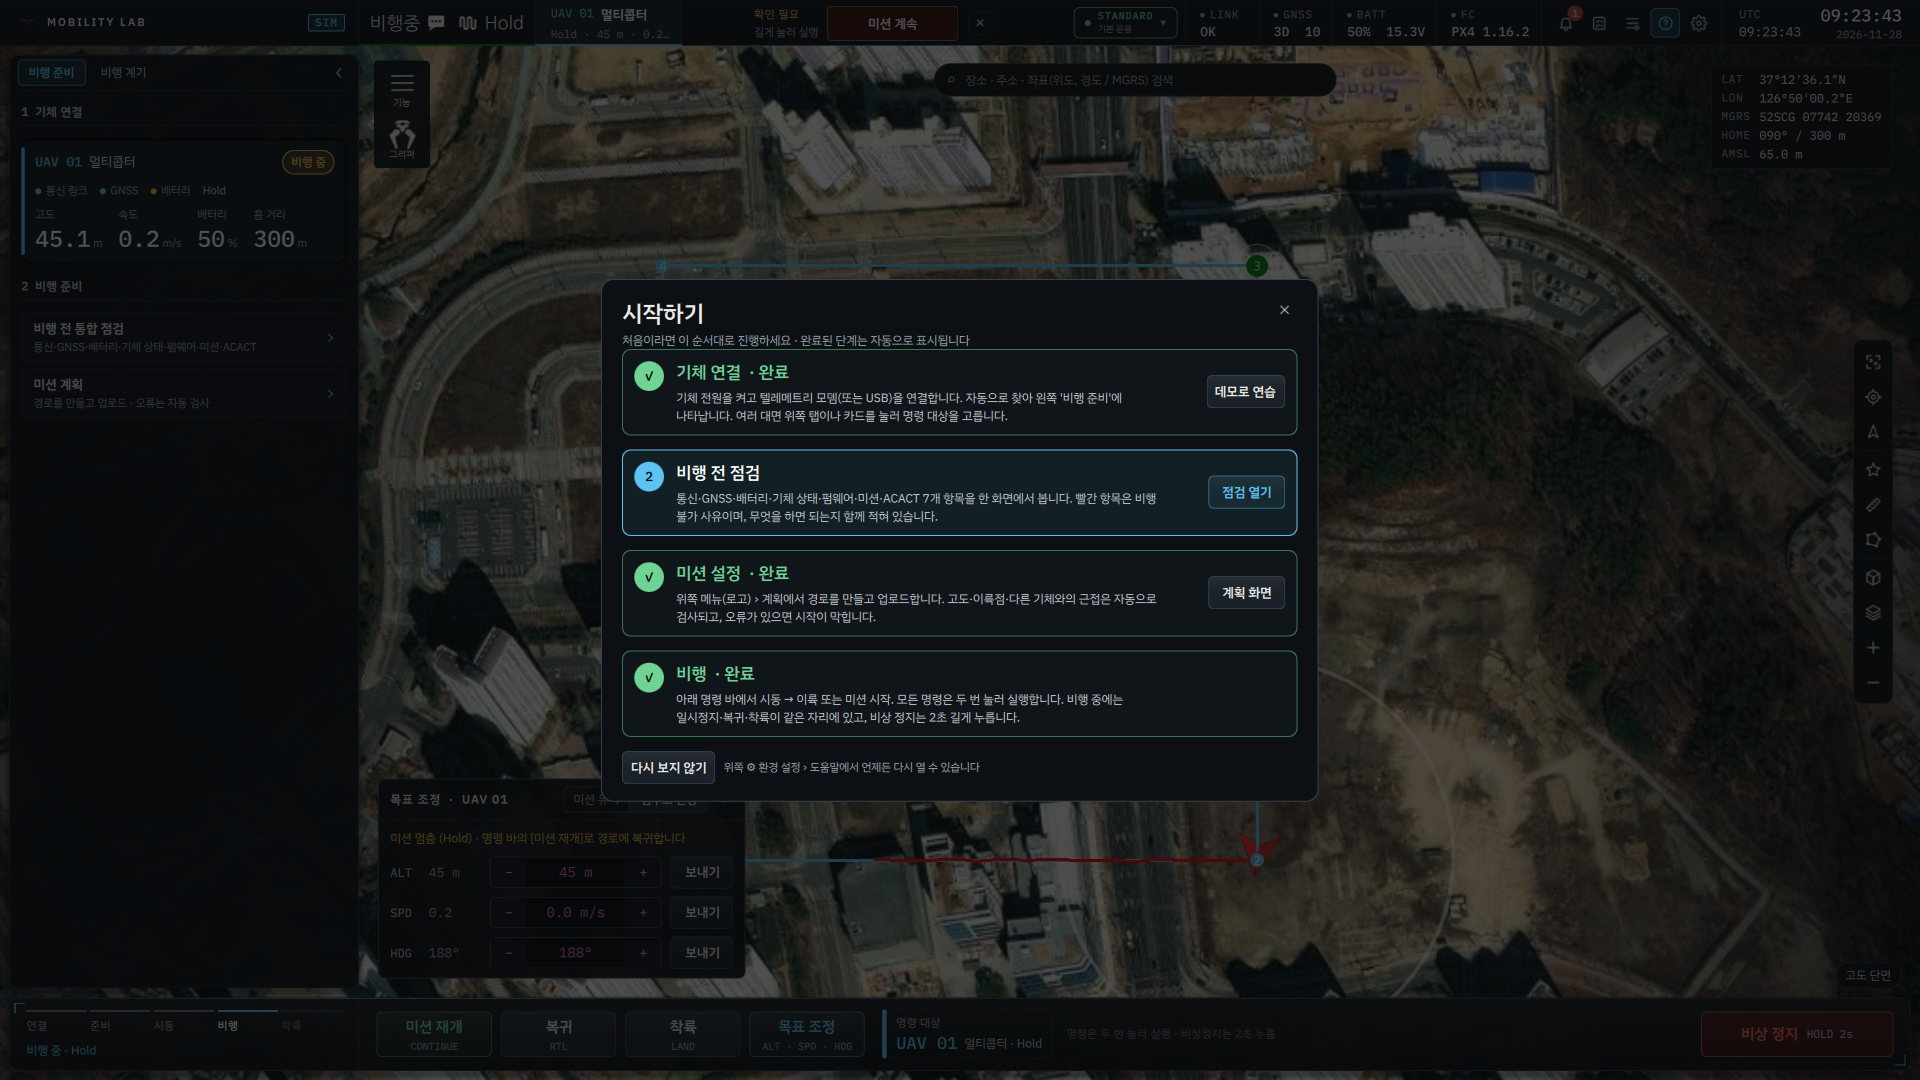 MOBILITY LAB
SIM
비행중
Hold
UAV 01 멀티콥터
Hold · 45 m · 0.2…
확인 필요
길게 눌러 실행
미션 계속
STANDARD
기본 운용
LINK
OK
GNSS
3D 10
BATT
50% 15.3V
FC
PX4 1.16.2
1
UTC
09:23:43
09:23:43
2026-11-28
비행 준비
비행 계기
1 기체 연결
UAV 01 멀티콥터
비행 중
통신 링크
GNSS
배터리
Hold
고도
속도
배터리
홈 거리
45.1 m
0.2 m/s
50 %
300 m
2 비행 준비
비행 전 통합 점검
통신·GNSS·배터리·기체 상태·펌웨어·미션·ACACT
미션 계획
경로를 만들고 업로드 · 오류는 자동 검사
기능
그리퍼
장소 · 주소 · 좌표(위도, 경도 / MGRS) 검색
LAT 37°12'36.1"N
LON 126°50'00.2"E
MGRS 52SCG 07742 20369
HOME 090° / 300 m
AMSL 65.0 m
4
3
시작하기
처음이라면 이 순서대로 진행하세요 · 완료된 단계는 자동으로 표시됩니다
기체 연결 · 완료
기체 전원을 켜고 텔레메트리 모뎀(또는 USB)을 연결합니다. 자동으로 찾아 왼쪽 '비행 준비'에
나타납니다. 여러 대면 위쪽 탭이나 카드를 눌러 명령 대상을 고릅니다.
데모로 연습
2
비행 전 점검
통신·GNSS·배터리·기체 상태·펌웨어·미션·ACACT 7개 항목을 한 화면에서 봅니다. 빨간 항목은 비행
불가 사유이며, 무엇을 하면 되는지 함께 적혀 있습니다.
점검 열기
미션 설정 · 완료
위쪽 메뉴(로고) › 계획에서 경로를 만들고 업로드합니다. 고도·이륙점·다른 기체와의 근접은 자동으로
검사되고, 오류가 있으면 시작이 막힙니다.
계획 화면
비행 · 완료
아래 명령 바에서 시동 → 이륙 또는 미션 시작. 모든 명령은 두 번 눌러 실행합니다. 비행 중에는
일시정지·복귀·착륙이 같은 자리에 있고, 비상 정지는 2초 길게 누릅니다.
다시 보지 않기
위쪽 ⚙ 환경 설정 › 도움말에서 언제든 다시 열 수 있습니다
2
목표 조정 · UAV 01
미션 유
미션 멈춤 (Hold) · 명령 바의 [미션 재개]로 경로에 복귀합니다
ALT 45 m − 45 m + 보내기
SPD 0.2 − 0.0 m/s + 보내기
HDG 188° − 188° + 보내기
고도 단면
연결
준비
시동
비행
착륙
비행 중 · Hold
미션 재개
CONTINUE
복귀
RTL
착륙
LAND
목표 조정
ALT · SPD · HDG
명령 대상
UAV 01 멀티콥터 · Hold
명령은 두 번 눌러 실행 · 비상정지는 2초 누름
비상 정지 HOLD 2s